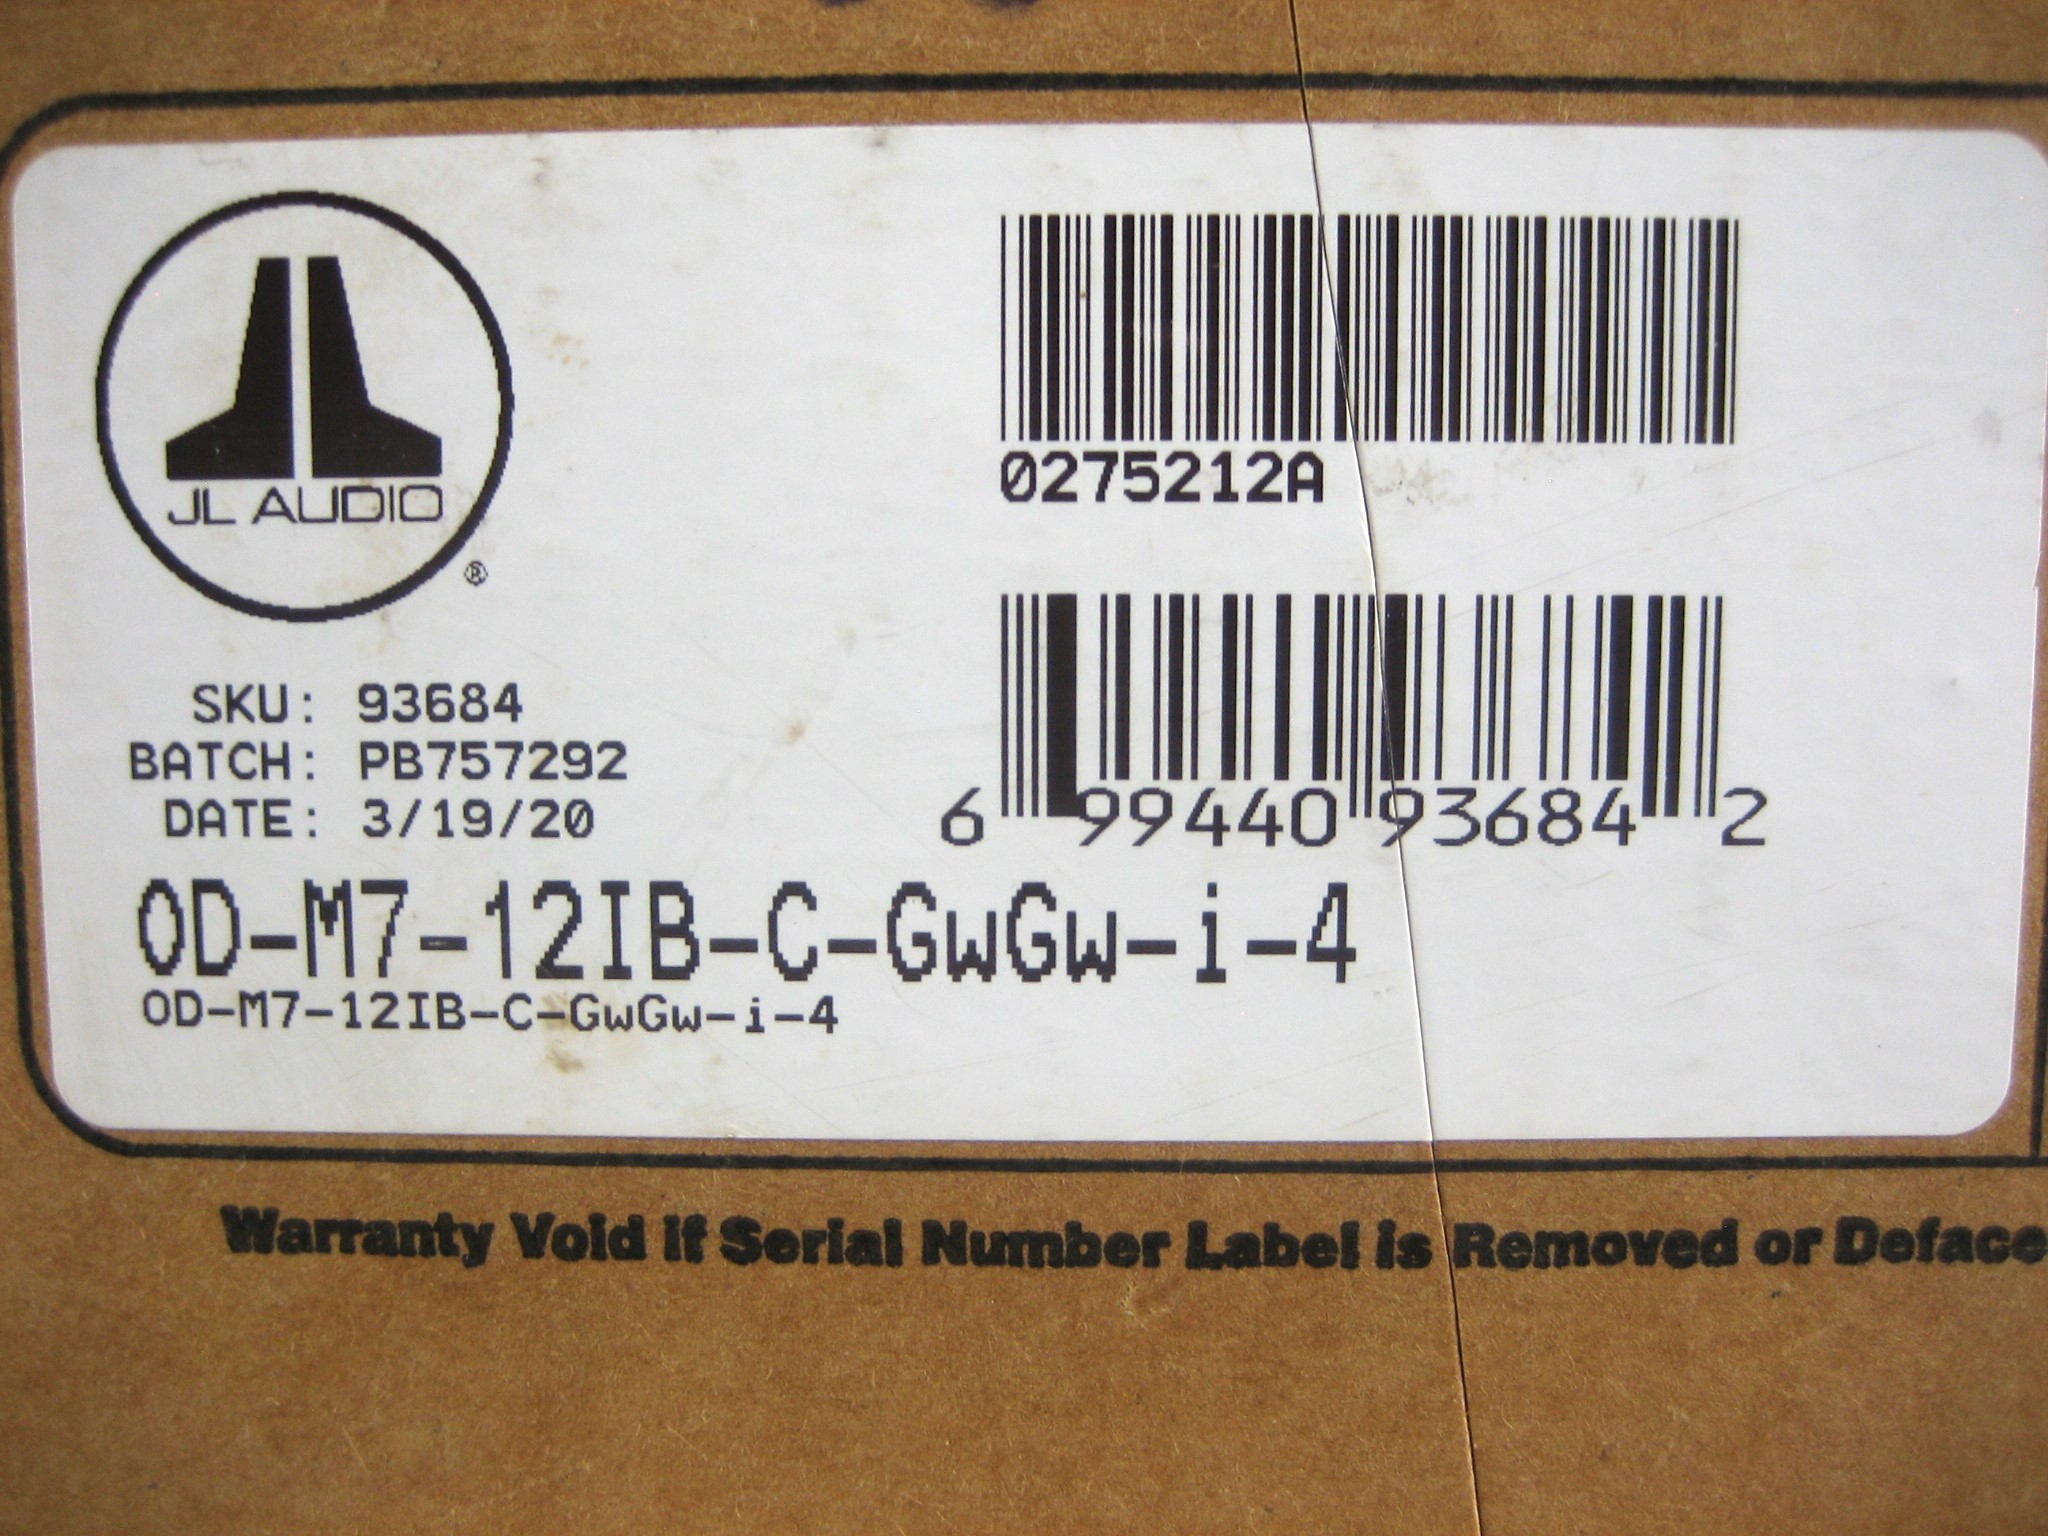 JL AUDIO
®
0275212A
SKU: 93684
BATCH: PB757292
DATE: 3/19/20
6 99440 93684 2
OD-M7-12IB-C-GwGw-i-4
OD-M7-12IB-C-GwGw-i-4
Warranty Void if Serial Number Label is Removed or Deface